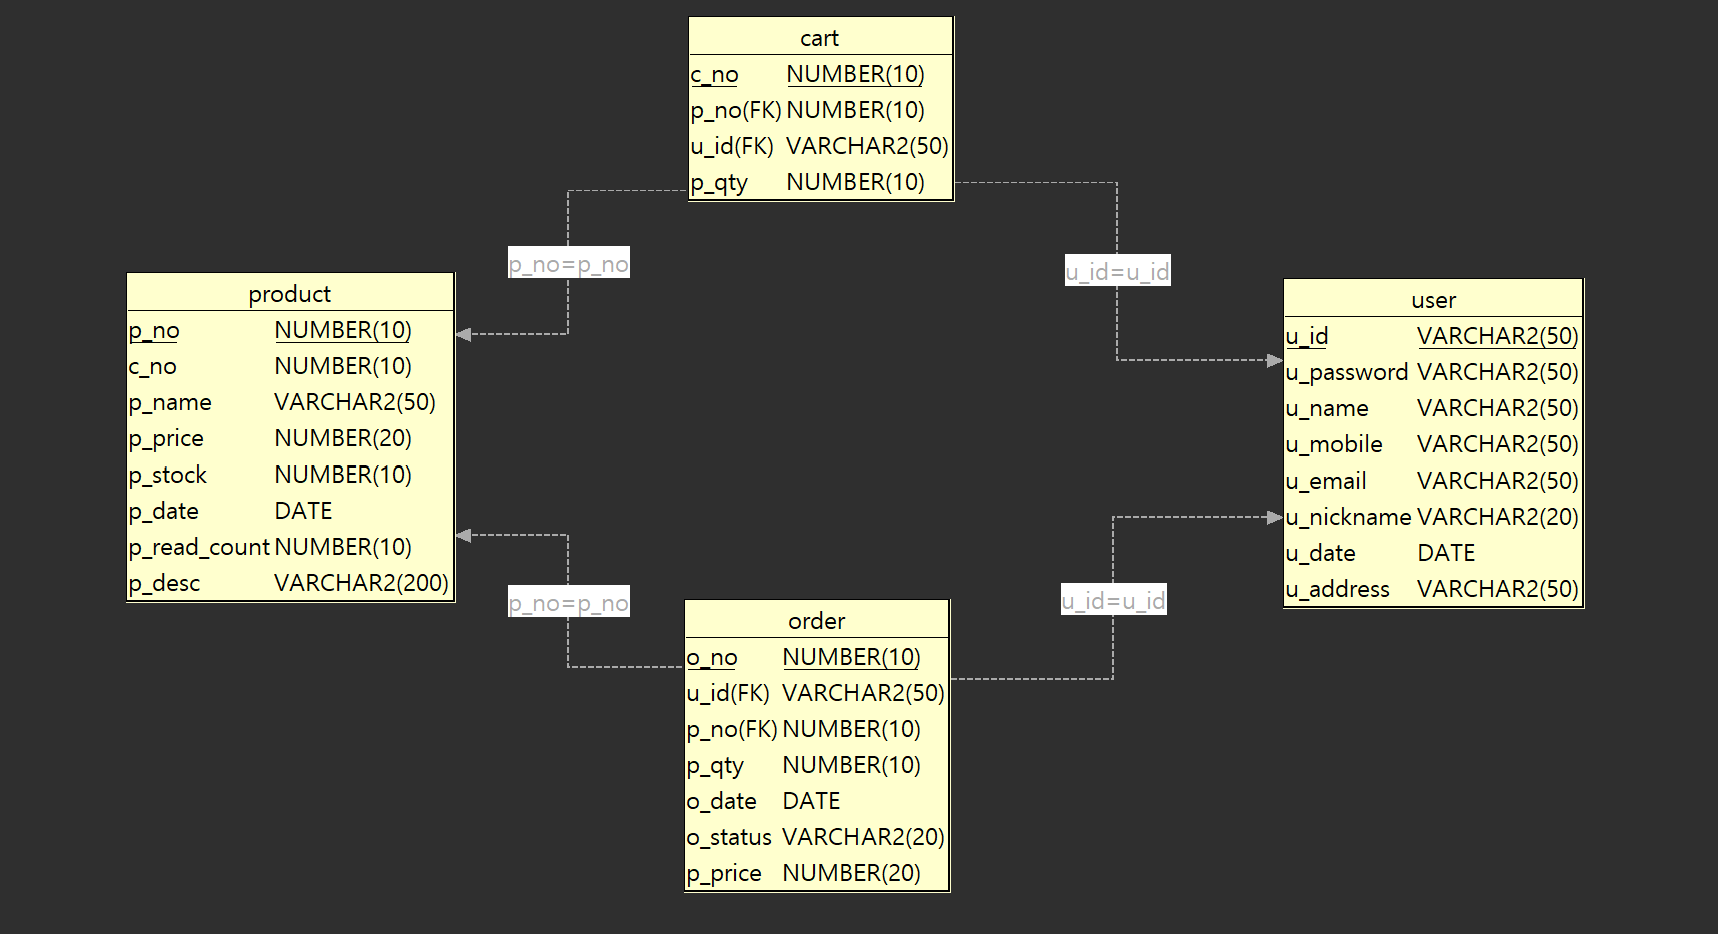 cart
c_no NUMBER(10)
p_no(FK) NUMBER(10)
u_id(FK) VARCHAR2(50)
p_qty NUMBER(10)
p_no=p_no
u_id=u_id
product
p_no NUMBER(10)
c_no NUMBER(10)
p_name VARCHAR2(50)
p_price NUMBER(20)
p_stock NUMBER(10)
p_date DATE
p_read_count NUMBER(10)
p_desc VARCHAR2(200)
user
u_id VARCHAR2(50)
u_password VARCHAR2(50)
u_name VARCHAR2(50)
u_mobile VARCHAR2(50)
u_email VARCHAR2(50)
u_nickname VARCHAR2(20)
u_date DATE
u_address VARCHAR2(50)
p_no=p_no
u_id=u_id
order
o_no NUMBER(10)
u_id(FK) VARCHAR2(50)
p_no(FK) NUMBER(10)
p_qty NUMBER(10)
o_date DATE
o_status VARCHAR2(20)
p_price NUMBER(20)